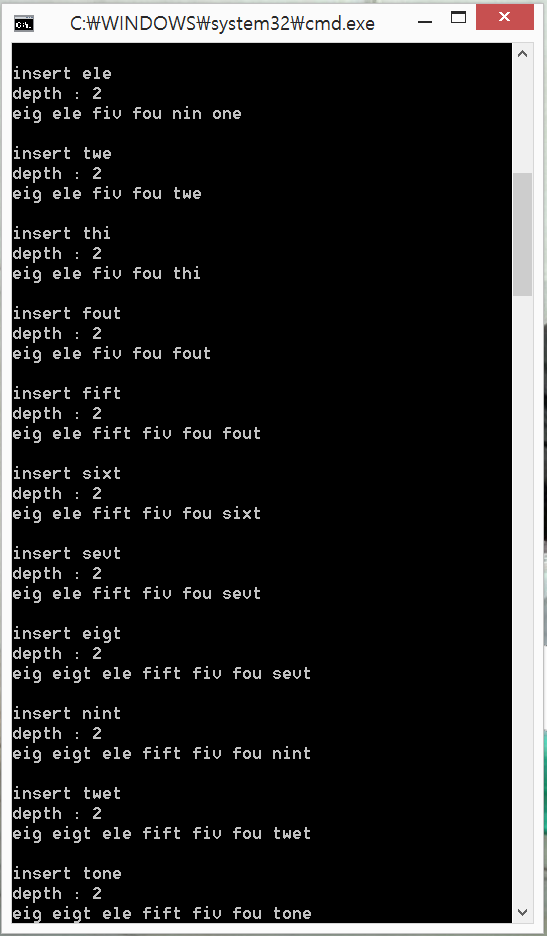 C:₩WINDOWS₩system32₩cmd.exe
insert ele
depth : 2
eig ele fiv fou nin one
insert twe
depth : 2
eig ele fiv fou twe
insert thi
depth : 2
eig ele fiv fou thi
insert fout
depth : 2
eig ele fiv fou fout
insert fift
depth : 2
eig ele fift fiv fou fout
insert sixt
depth : 2
eig ele fift fiv fou sixt
insert sevt
depth : 2
eig ele fift fiv fou sevt
insert eigt
depth : 2
eig eigt ele fift fiv fou sevt
insert nint
depth : 2
eig eigt ele fift fiv fou nint
insert twet
depth : 2
eig eigt ele fift fiv fou twet
insert tone
depth : 2
eig eigt ele fift fiv fou tone